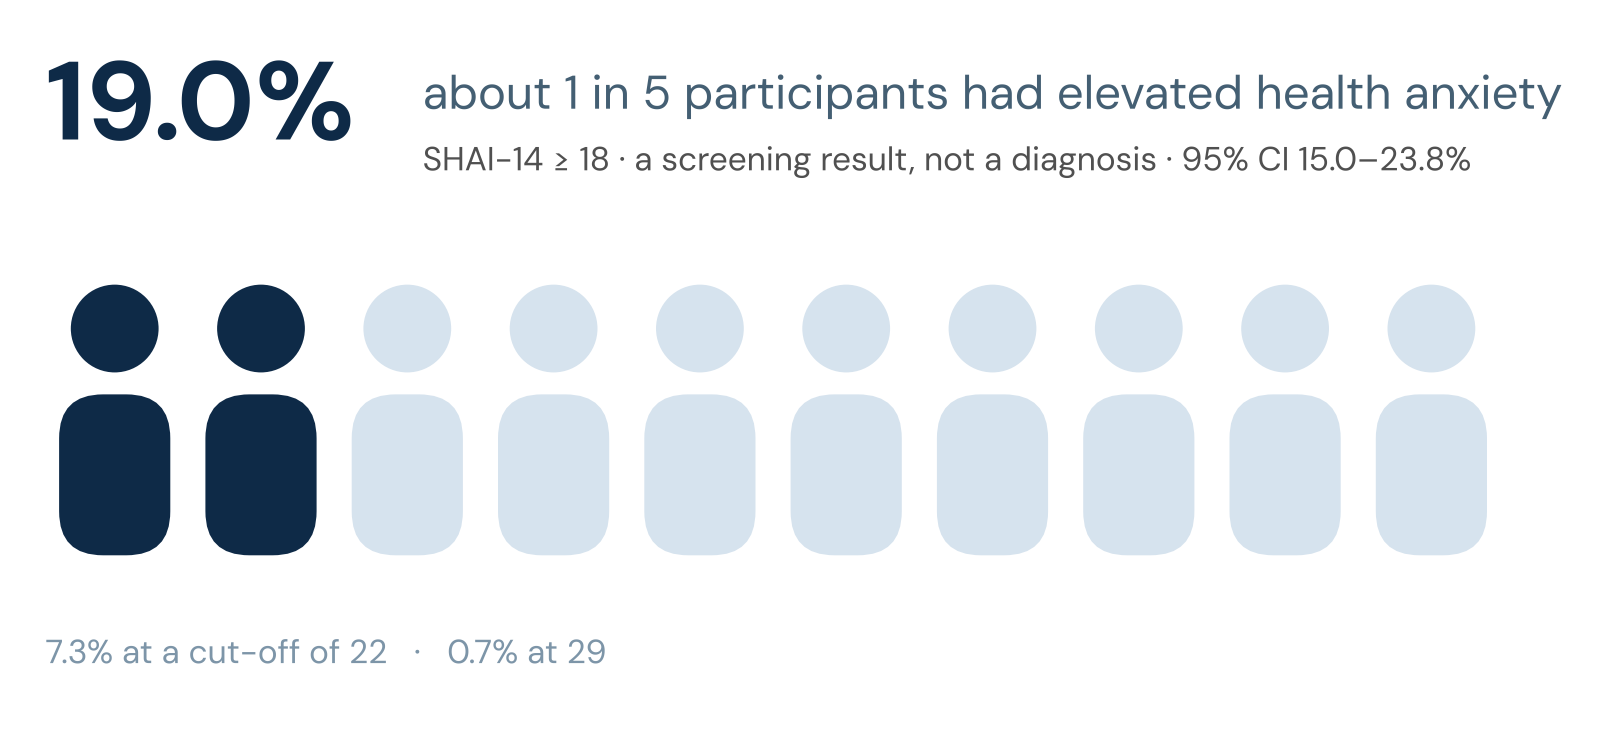 19.0%
about 1 in 5 participants had elevated health anxiety
SHAI-14 ≥ 18 · a screening result, not a diagnosis · 95% CI 15.0–23.8%
7.3% at a cut-off of 22 · 0.7% at 29